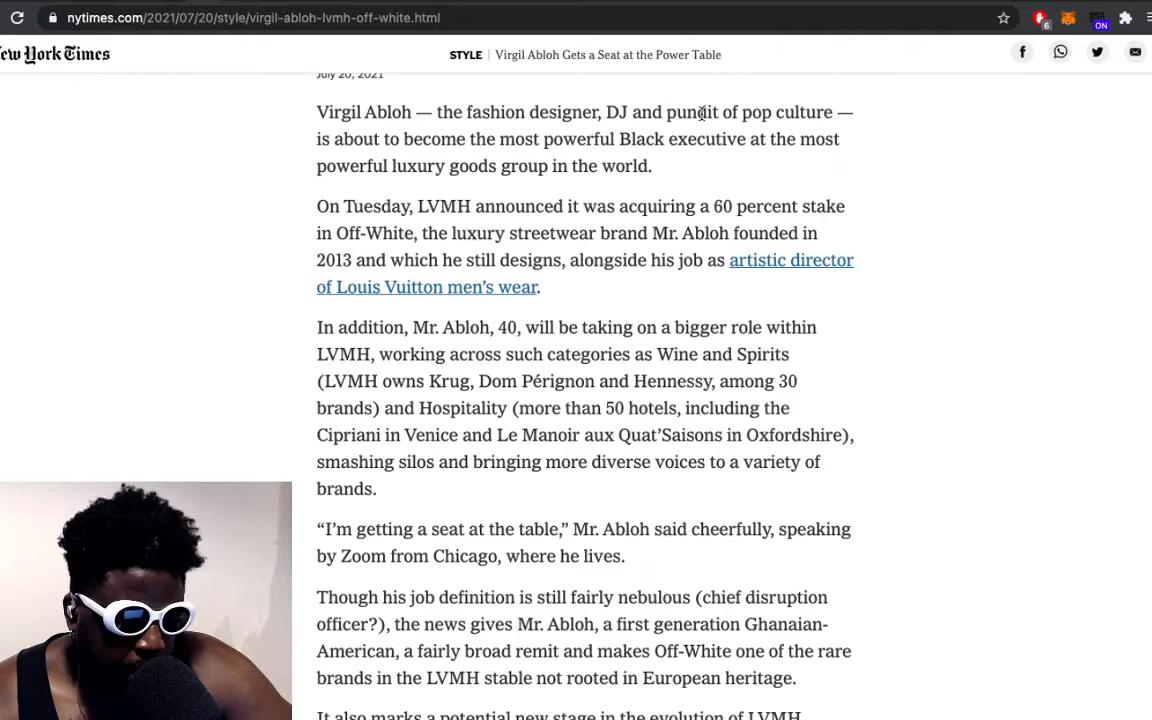 nytimes.com/2021/07/20/style/virgil-abloh-lvmh-off-white.html
6
ON
ew York Times
STYLE | Virgil Abloh Gets a Seat at the Power Table
July 20, 2021
Virgil Abloh — the fashion designer, DJ and pundit of pop culture —
is about to become the most powerful Black executive at the most
powerful luxury goods group in the world.
On Tuesday, LVMH announced it was acquiring a 60 percent stake
in Off-White, the luxury streetwear brand Mr. Abloh founded in
2013 and which he still designs, alongside his job as artistic director
of Louis Vuitton men’s wear.
In addition, Mr. Abloh, 40, will be taking on a bigger role within
LVMH, working across such categories as Wine and Spirits
(LVMH owns Krug, Dom Pérignon and Hennessy, among 30
brands) and Hospitality (more than 50 hotels, including the
Cipriani in Venice and Le Manoir aux Quat’Saisons in Oxfordshire),
smashing silos and bringing more diverse voices to a variety of
brands.
“I’m getting a seat at the table,” Mr. Abloh said cheerfully, speaking
by Zoom from Chicago, where he lives.
Though his job definition is still fairly nebulous (chief disruption
officer?), the news gives Mr. Abloh, a first generation Ghanaian-
American, a fairly broad remit and makes Off-White one of the rare
brands in the LVMH stable not rooted in European heritage.
It also marks a potential new stage in the evolution of LVMH